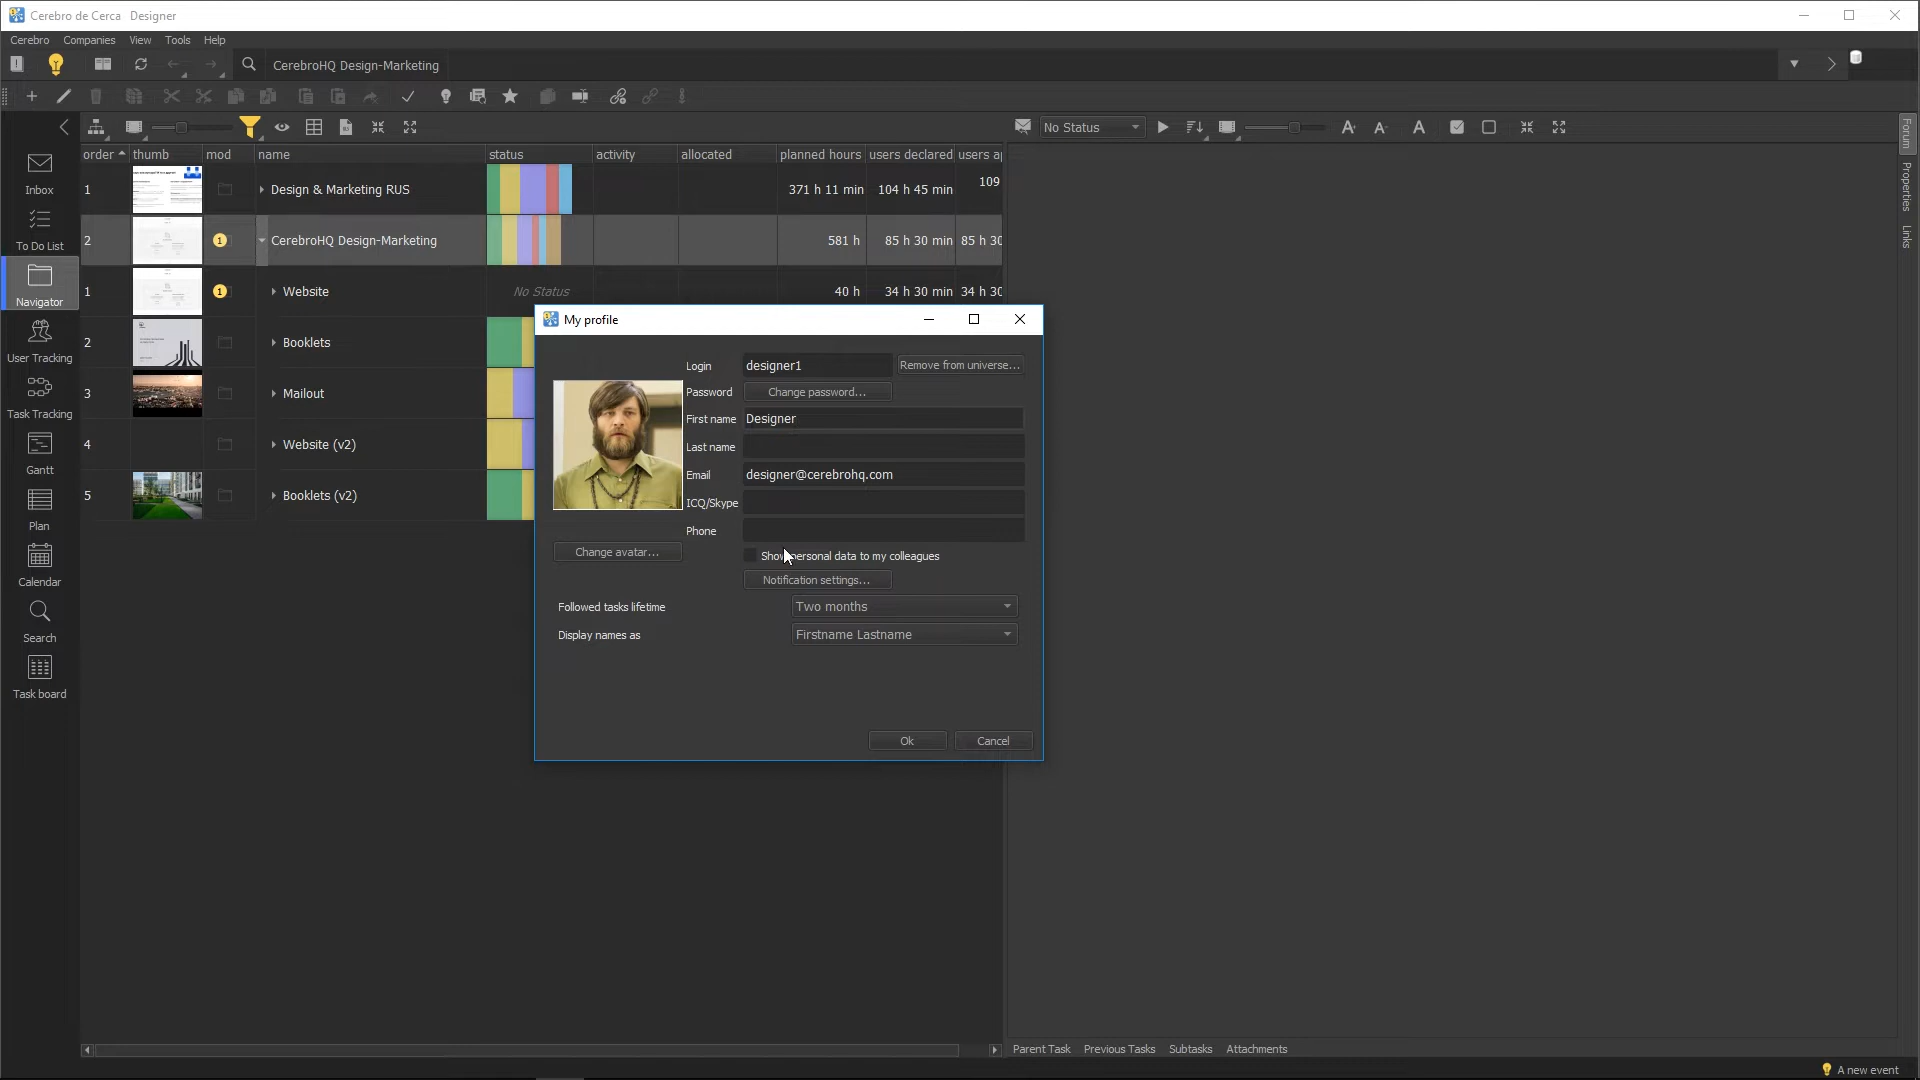 Cerebro de Cerca   Designer
Cerebro   Companies   View   Tools   Help
CerebroHQ Design-Marketing
No Status
order   thumb   mod   name   status   activity   allocated   planned hours   users declared   users a
1   Design & Marketing RUS   371 h 11 min   104 h 45 min   109
2   1   CerebroHQ Design-Marketing   581 h   85 h 30 min   85 h 30
1   1   Website   No Status   40 h   34 h 30 min   34 h 30
2   Booklets
3   Mailout
4   Website (v2)
5   Booklets (v2)
Inbox
To Do List
Navigator
User Tracking
Task Tracking
Gantt
Plan
Calendar
Search
Task board
My profile
Login   designer1   Remove from universe...
Password   Change password...
First name   Designer
Last name
Email   designer@cerebrohq.com
ICQ/Skype
Phone
Change avatar...
Show personal data to my colleagues
Notification settings...
Followed tasks lifetime   Two months
Display names as   Firstname Lastname
Ok   Cancel
Forum
Properties
Links
Parent Task   Previous Tasks   Subtasks   Attachments
A new event